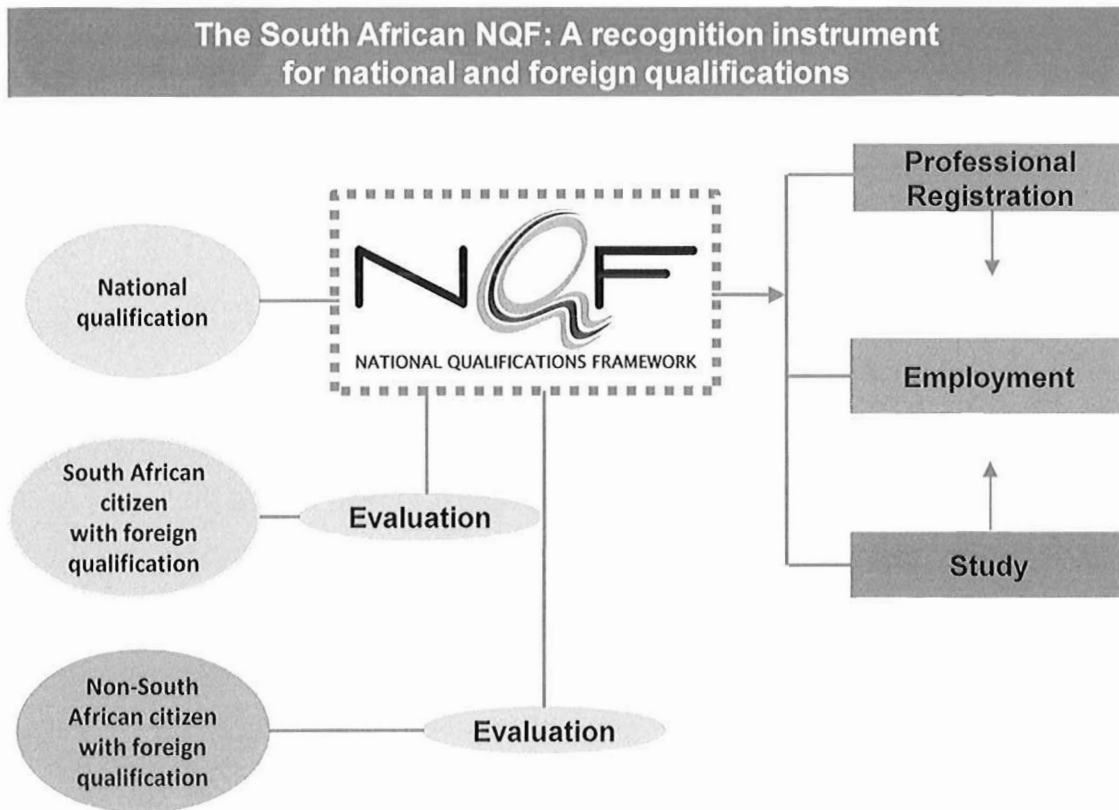 The South African NQF: A recognition instrument
for national and foreign qualifications
Professional
Registration
National
qualification
NQF
NATIONAL QUALIFICATIONS FRAMEWORK
Employment
South African
citizen
with foreign
qualification
Evaluation
Study
Non-South
African citizen
with foreign
qualification
Evaluation